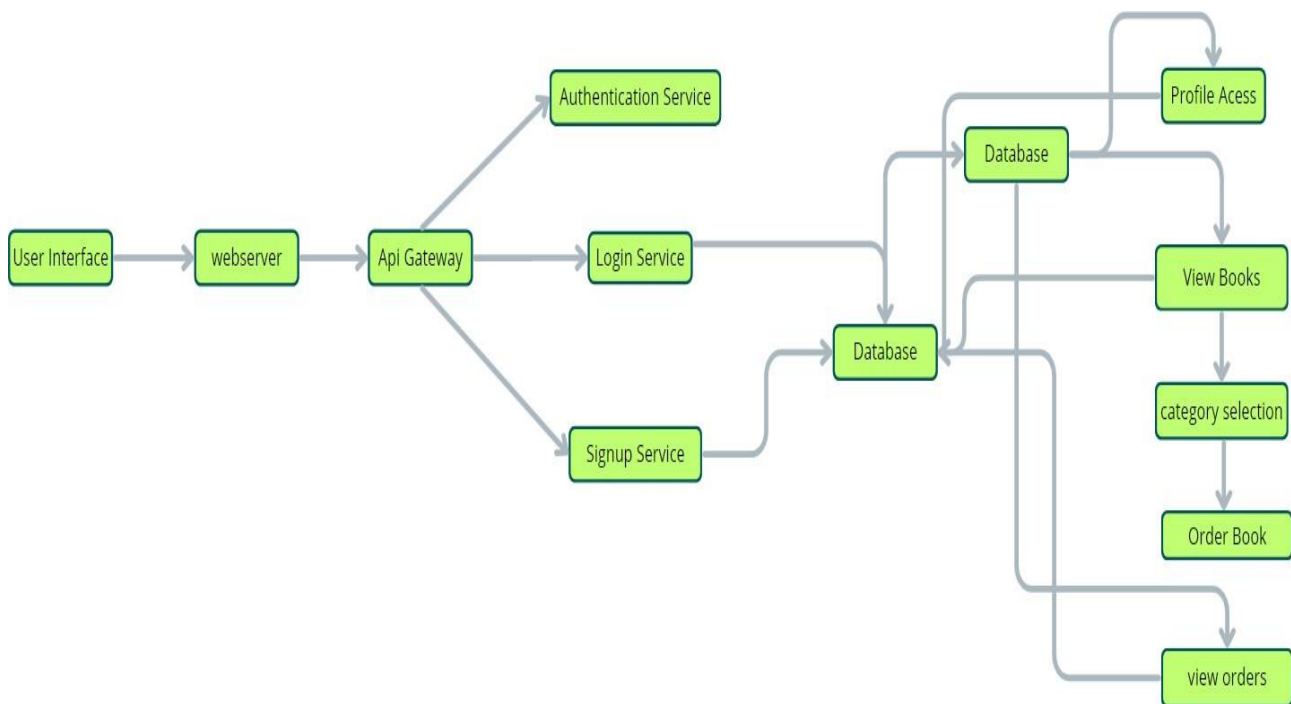 Authentication Service
Profile Acess
Database
User Interface
webserver
Api Gateway
Login Service
View Books
Database
category selection
Signup Service
Order Book
view orders